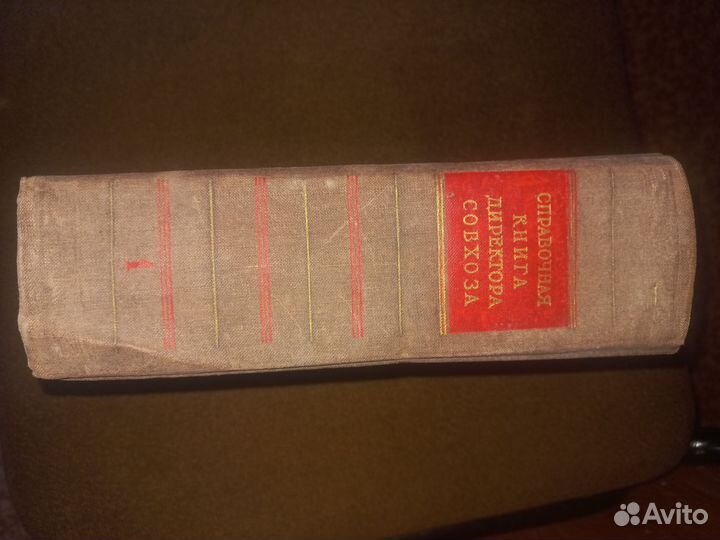 СПРАВОЧНАЯ
КНИГА
ДИРЕКТОРА
СОВХОЗА
1
Avito